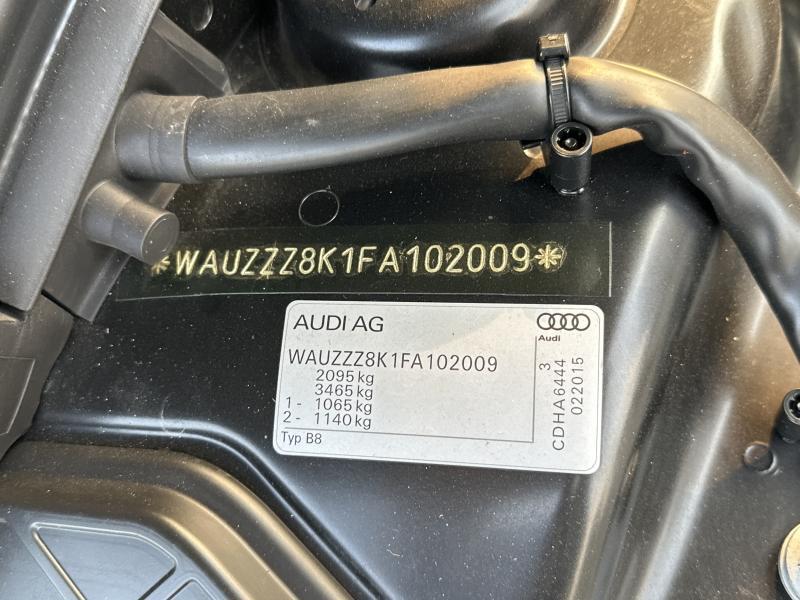 *WAUZZZ8K1FA102009*
AUDI AG
Audi
WAUZZZ8K1FA102009
2095 kg
3465 kg
1- 1065 kg
2- 1140 kg
Typ B8
3
CDHA6444
022015